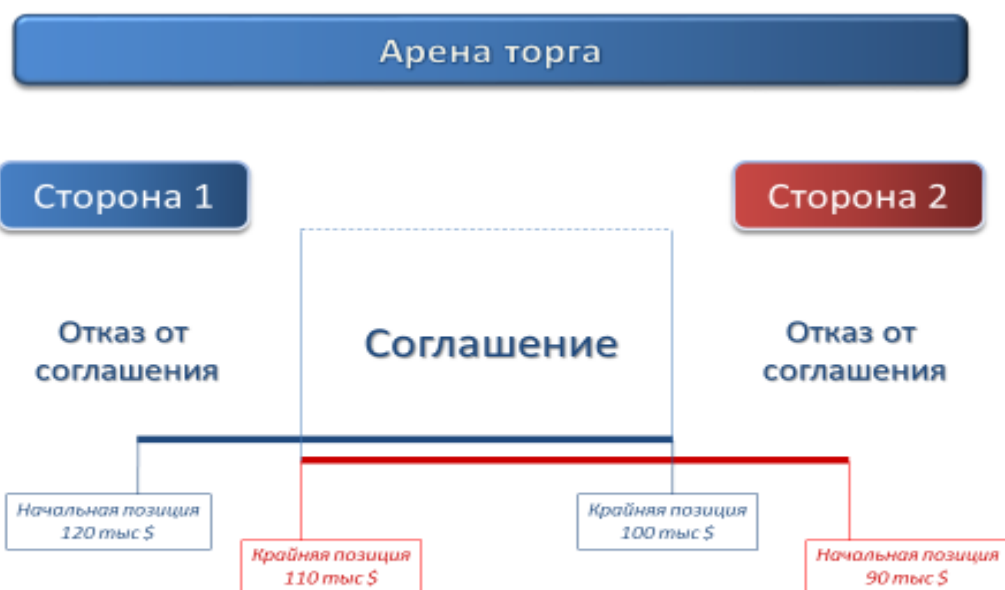 Арена торга
Сторона 1
Сторона 2
Отказ от
соглашения
Соглашение
Отказ от
соглашения
Начальная позиция
120 тыс $
Крайняя позиция
100 тыс $
Крайняя позиция
110 тыс $
Начальная позиция
90 тыс $